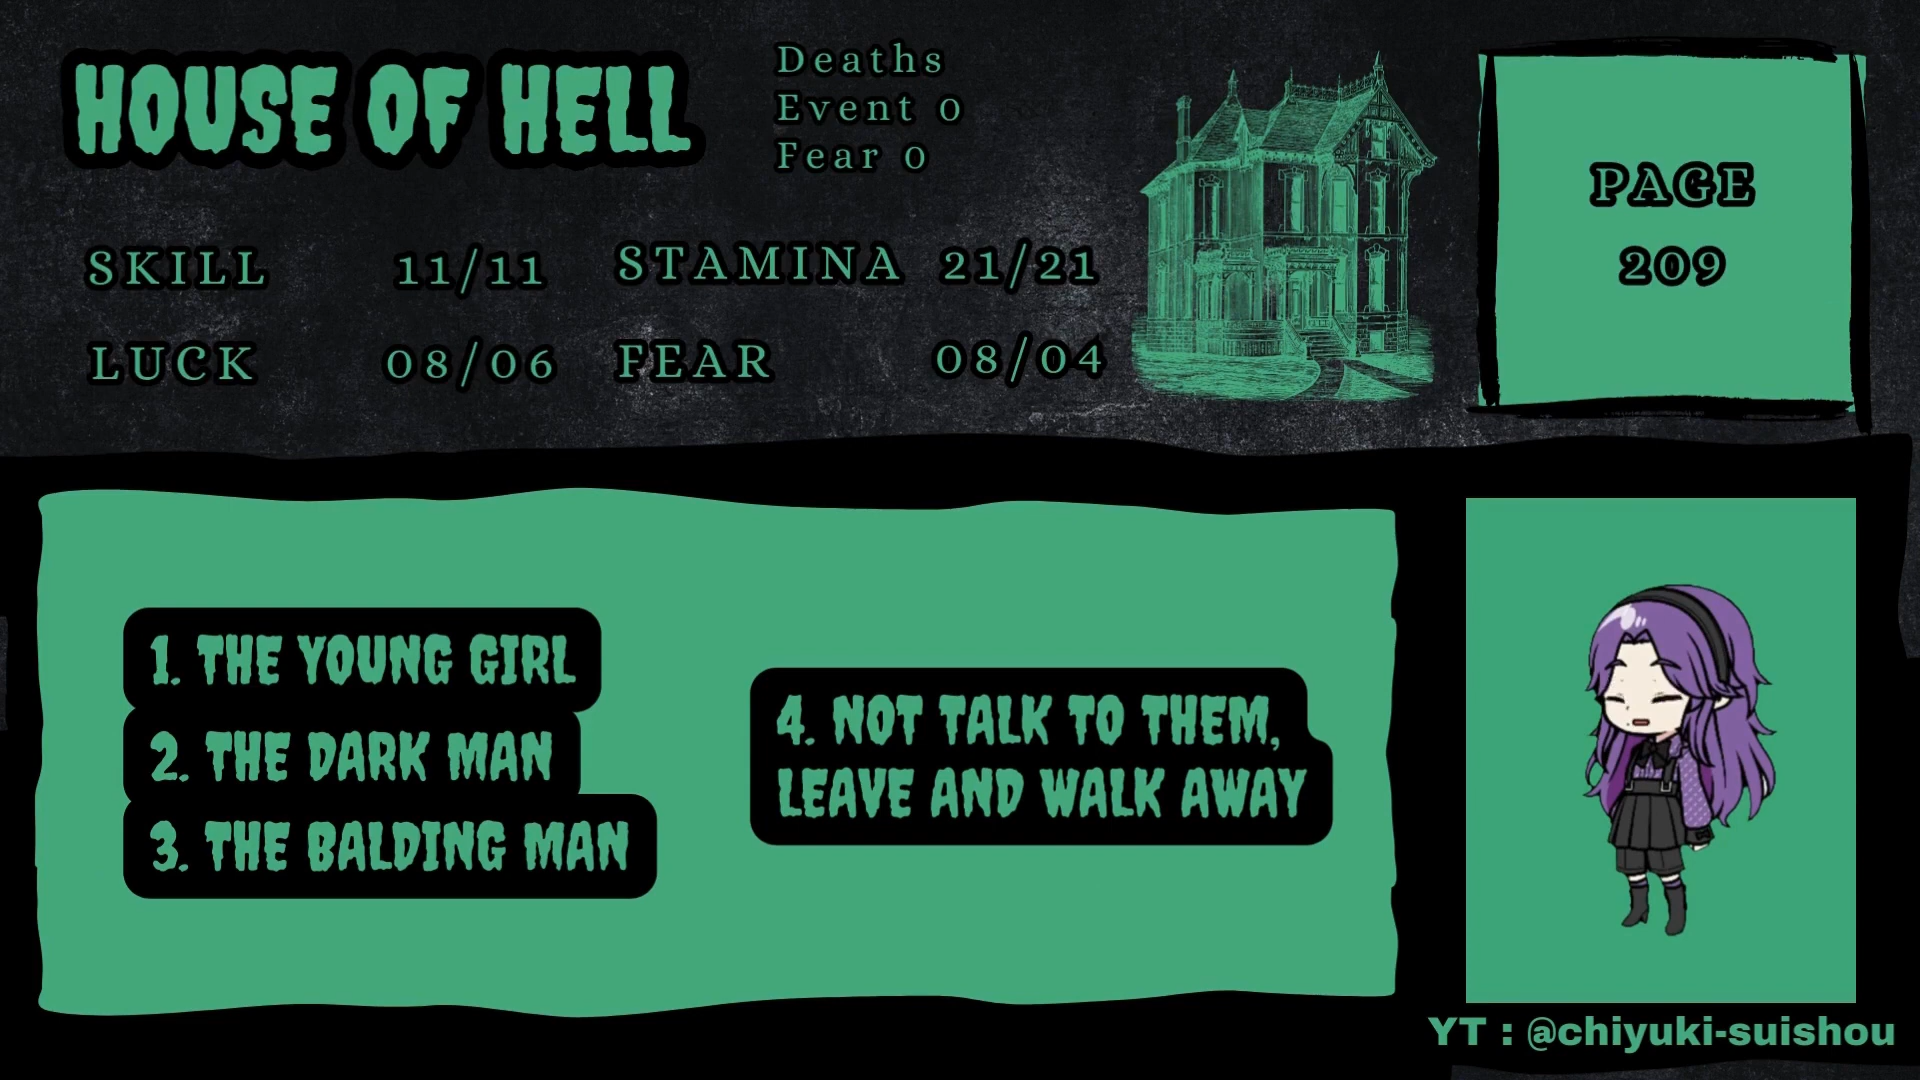 HOUSE OF HELL
Deaths
Event 0
Fear 0
SKILL 11/11 STAMINA 21/21
LUCK 08/06 FEAR 08/04
PAGE
209
1. THE YOUNG GIRL
2. THE DARK MAN
3. THE BALDING MAN
4. NOT TALK TO THEM,
LEAVE AND WALK AWAY
YT : @chiyuki-suishou